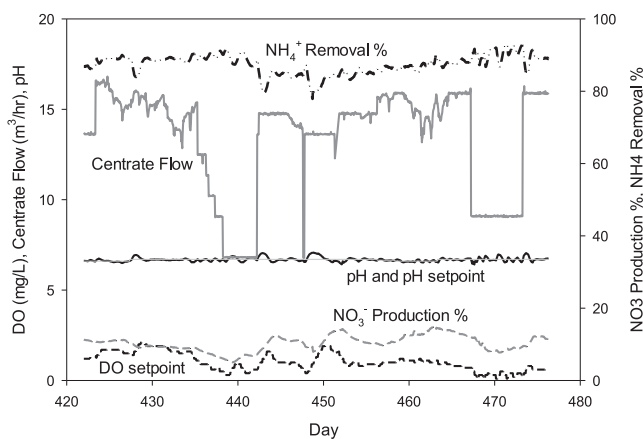 NH₄⁺ Removal %
Centrate Flow
pH and pH setpoint
NO₃⁻ Production %
DO setpoint
DO (mg/L), Centrate Flow (m³/hr), pH
20
15
10
5
0
NO3 Production %, NH4 Removal %
100
80
60
40
20
0
422 430 440 450 460 470 480
Day